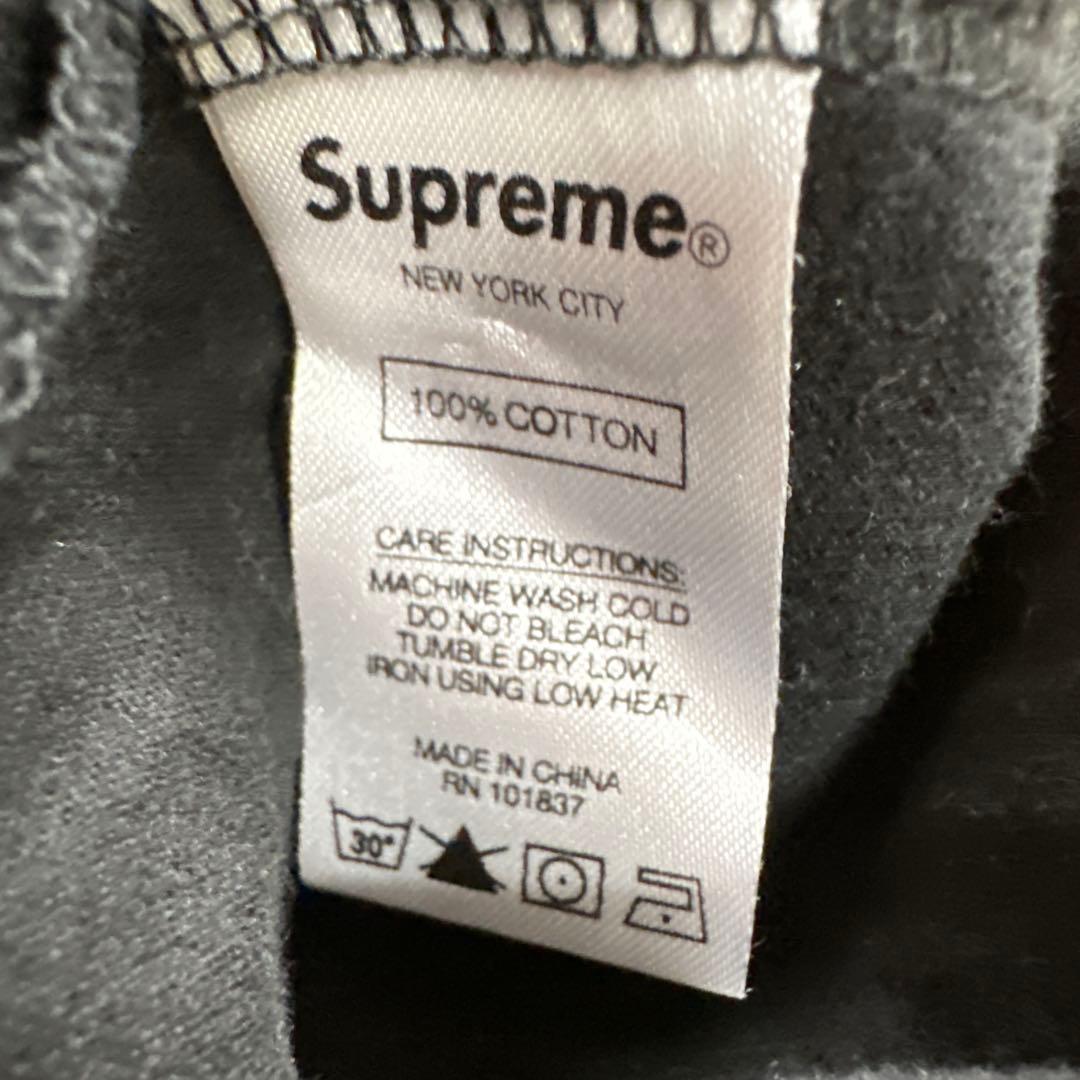 Supreme®
NEW YORK CITY
100% COTTON
CARE INSTRUCTIONS:
MACHINE WASH COLD
DO NOT BLEACH
TUMBLE DRY LOW
IRON USING LOW HEAT
MADE IN CHINA
RN 101837
30°